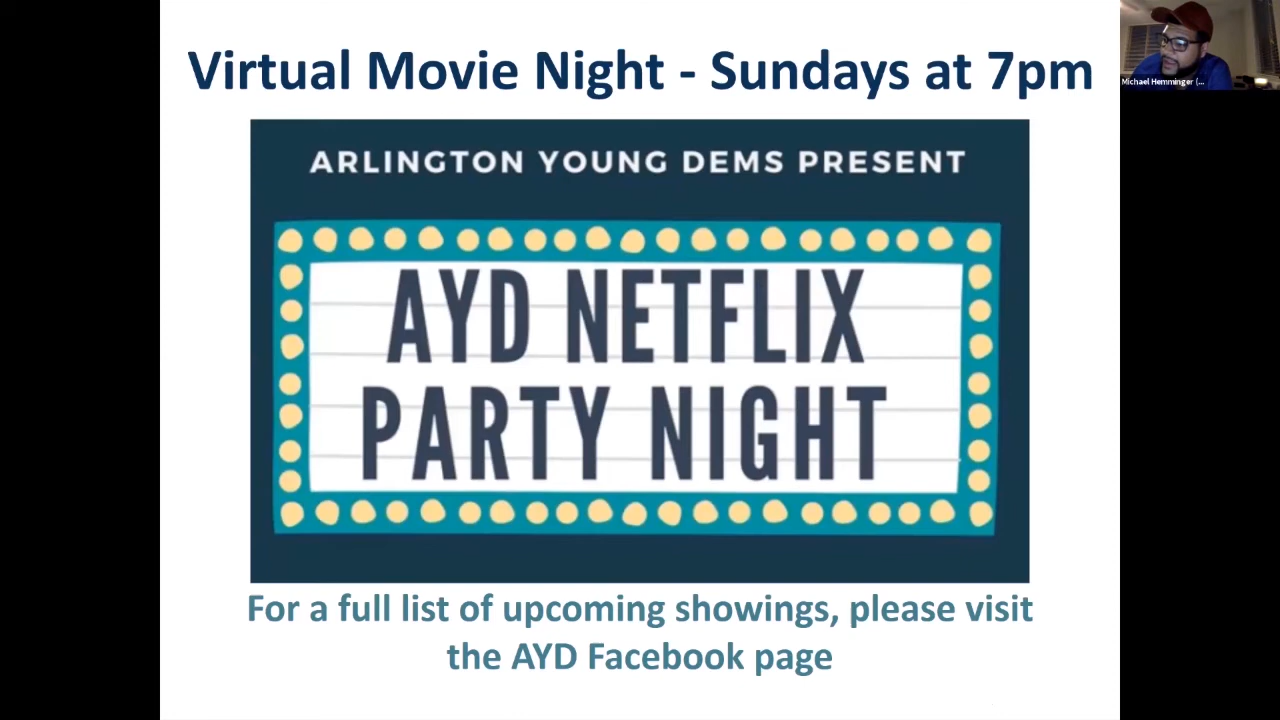 Virtual Movie Night - Sundays at 7pm
Michael Hemminger (...
ARLINGTON YOUNG DEMS PRESENT
AYD NETFLIX
PARTY NIGHT
For a full list of upcoming showings, please visit
the AYD Facebook page